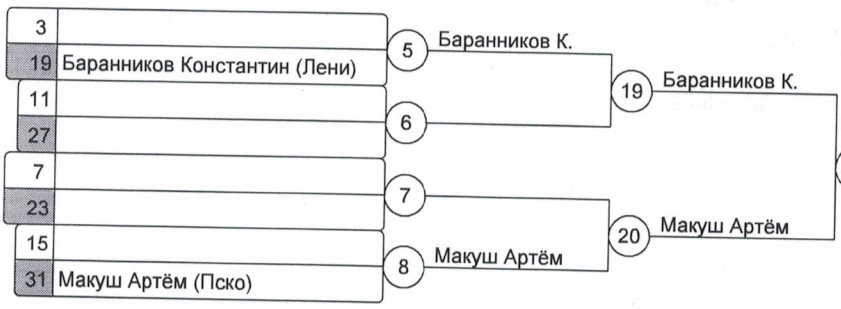 3
5
Баранников К.
19 Баранников Константин (Лени)
19
Баранников К.
11
6
27
7
7
23
20
Макуш Артём
15
8
Макуш Артём
31 Макуш Артём (Пско)